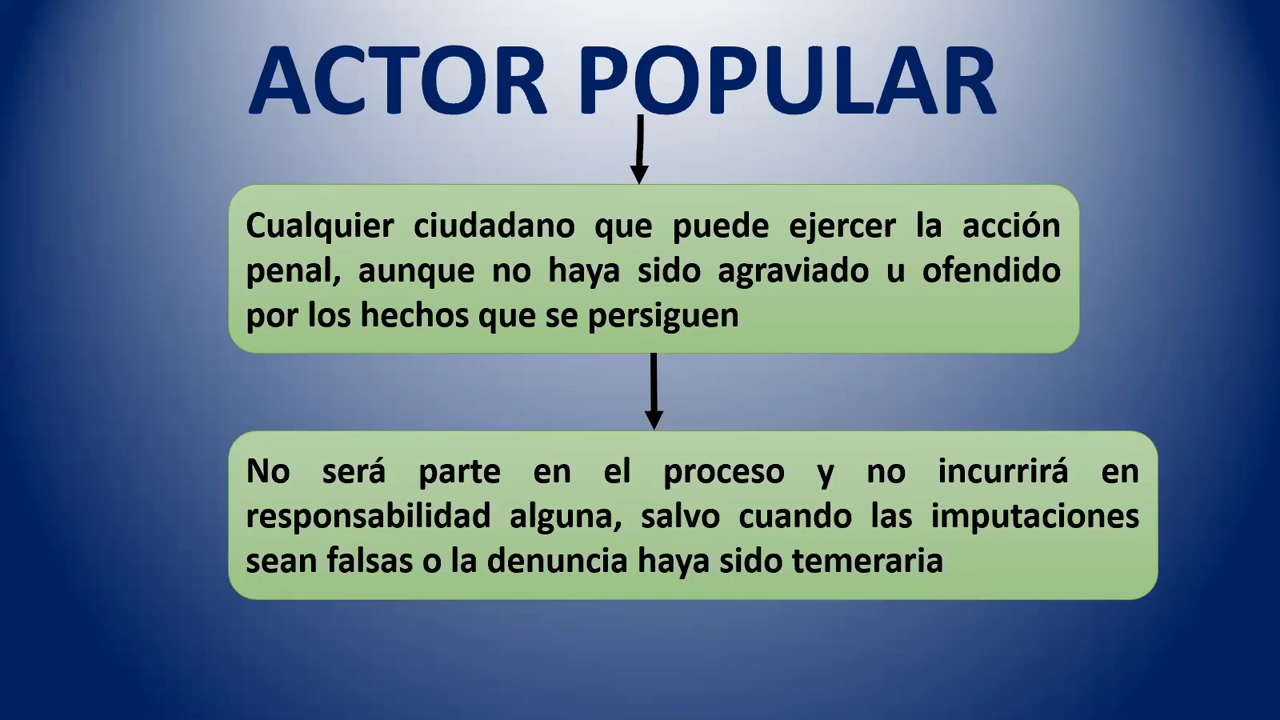 ACTOR POPULAR
Cualquier ciudadano que puede ejercer la acción
penal, aunque no haya sido agraviado u ofendido
por los hechos que se persiguen
No será parte en el proceso y no incurrirá en
responsabilidad alguna, salvo cuando las imputaciones
sean falsas o la denuncia haya sido temeraria